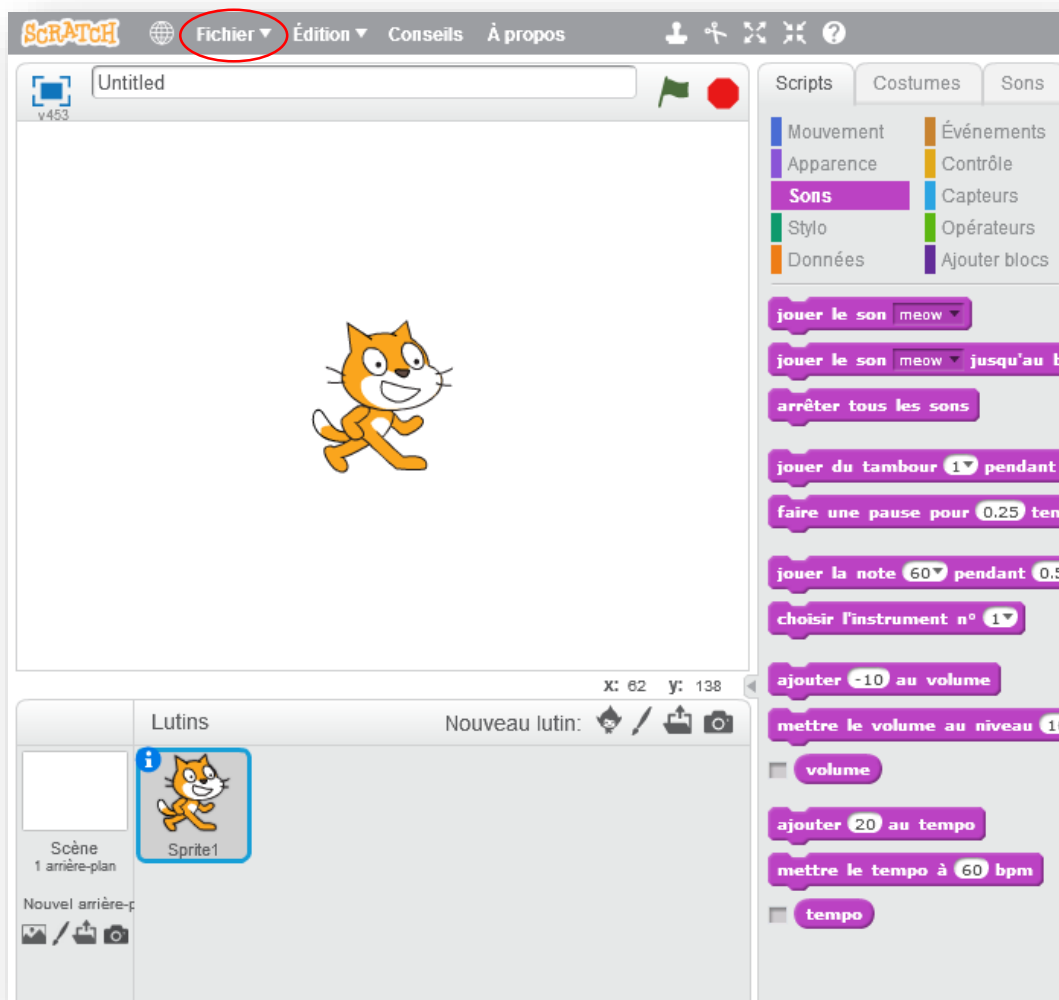 SCRATCH Fichier Édition Conseils À propos
Untitled
v453
Scripts Costumes Sons
Mouvement Événements
Apparence Contrôle
Sons Capteurs
Stylo Opérateurs
Données Ajouter blocs
jouer le son meow
jouer le son meow jusqu'au b
arrêter tous les sons
jouer du tambour 1 pendant
faire une pause pour 0.25 tem
jouer la note 60 pendant 0.5
choisir l'instrument n° 1
ajouter -10 au volume
mettre le volume au niveau 10
volume
ajouter 20 au tempo
mettre le tempo à 60 bpm
tempo
x: 62 y: 138
Lutins Nouveau lutin:
Sprite1
Scène
1 arrière-plan
Nouvel arrière-p